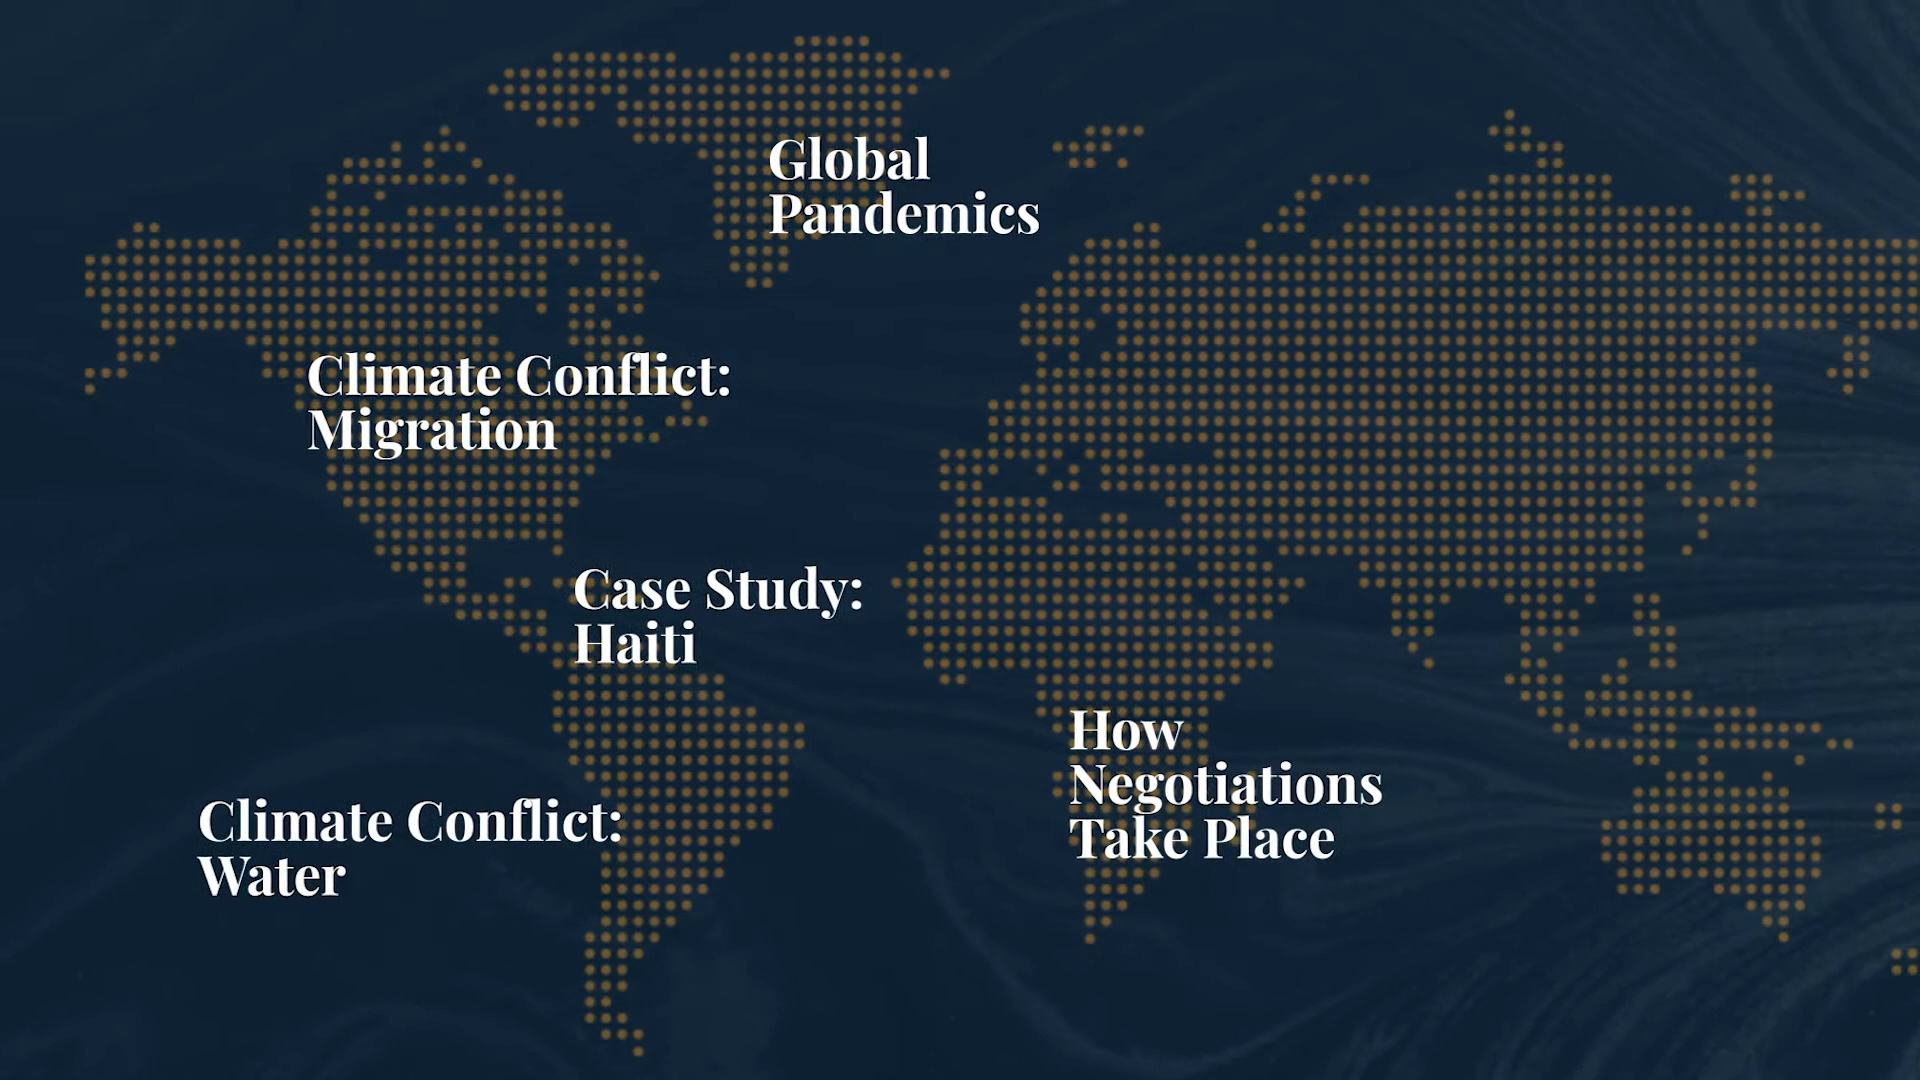 Global
Pandemics
Climate Conflict:
Migration
Case Study:
Haiti
How
Negotiations
Take Place
Climate Conflict:
Water